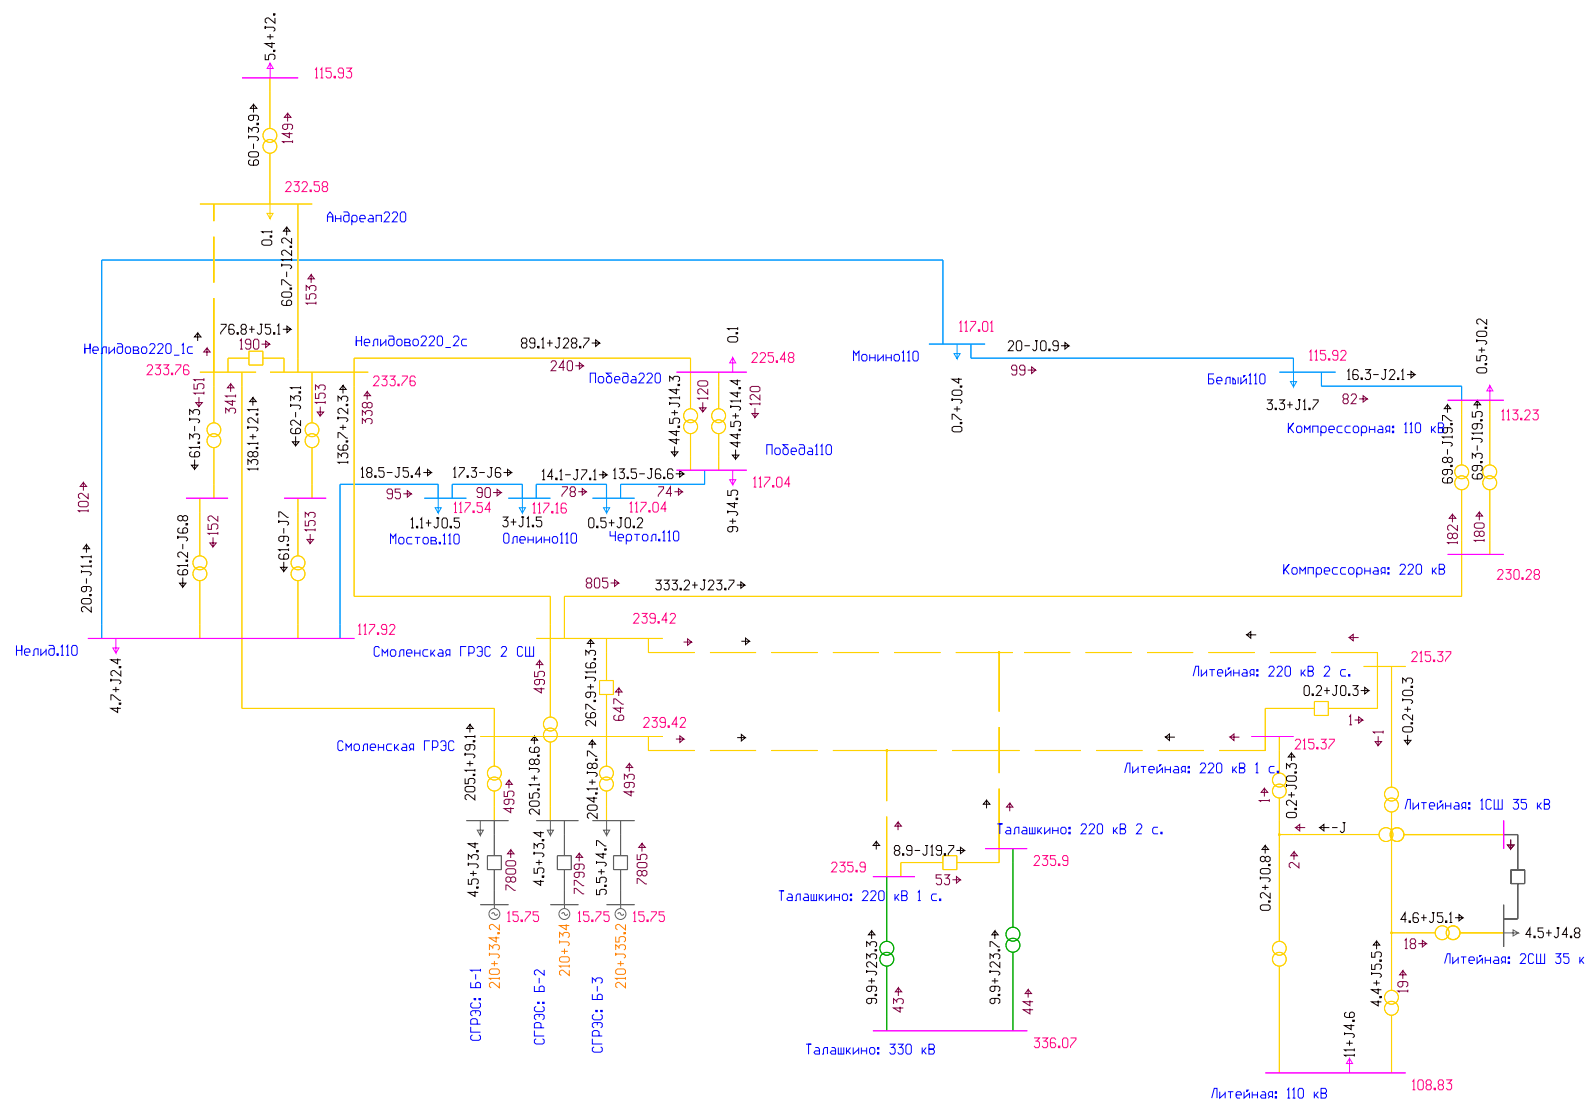 5.4+J2.
115.93
60-J3.9
149
232.58
Андреап220
0.1
60.7-J12.2
153
76.8+J5.1
190
Нелидово220_1с
233.76
Нелидово220_2с
233.76
151
61.3-J3
341
138.1+J2.1
62-J3.1
153
136.7+J2.3
338
89.1+J28.7
240
Победа220
225.48
0.1
44.5+J14.3
120
44.5+J14.4
120
Победа110
117.04
9+J4.5
Монино110
117.01
0.7+J0.4
20-J0.9
99
115.92
Белый110
3.3+J1.7
16.3-J2.1
82
0.5+J0.2
113.23
Компрессорная: 110 кВ
69.8-J19.7
69.3-J19.5
182
180
Компрессорная: 220 кВ
230.28
18.5-J5.4
95
17.3-J6
90
14.1-J7.1
78
13.5-J6.6
74
117.54
117.16
117.04
1.1+J0.5
3+J1.5
0.5+J0.2
Мостов.110
Оленино110
Чертол.110
102
20.9-J1.1
61.2-J6.8
152
61.9-J7
153
117.92
Нелид.110
4.7+J2.4
805
333.2+J23.7
239.42
Смоленская ГРЭС 2 СШ
495
267.9+J16.3
647
239.42
Смоленская ГРЭС
205.1+J9.1
495
205.1+J8.6
204.1+J8.7
493
4.5+J3.4
7800
4.5+J3.4
7799
5.5+J4.7
7805
15.75
15.75
15.75
210+J34.2
210+J34
210+J35.2
СГРЭС: Б-1
СГРЭС: Б-2
СГРЭС: Б-3
215.37
Литейная: 220 кВ 2 с.
0.2+J0.3
1
1
0.2+J0.3
215.37
Литейная: 220 кВ 1 с.
1
0.2+J0.3
Литейная: 1СШ 35 кВ
-J
2
0.2+J0.8
4.6+J5.1
18
4.5+J4.8
Литейная: 2СШ 35 к
4.4+J5.5
19
11+J4.6
108.83
Литейная: 110 кВ
Талашкино: 220 кВ 2 с.
8.9-J19.7
53
235.9
235.9
Талашкино: 220 кВ 1 с.
9.9+J23.3
43
9.9+J23.7
44
336.07
Талашкино: 330 кВ